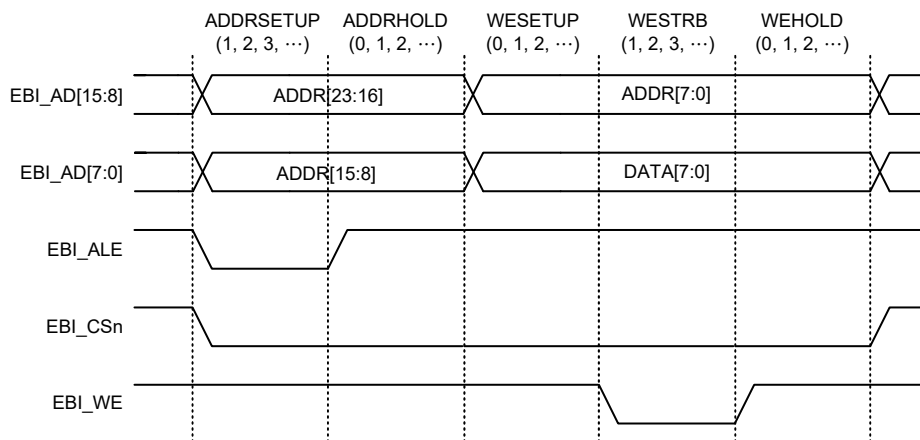 ADDRSETUP ADDRHOLD WESETUP WESTRB WEHOLD
(1, 2, 3, ⋯) (0, 1, 2, ⋯) (0, 1, 2, ⋯) (1, 2, 3, ⋯) (0, 1, 2, ⋯)
EBI_AD[15:8] ADDR[23:16] ADDR[7:0]
EBI_AD[7:0] ADDR[15:8] DATA[7:0]
EBI_ALE
EBI_CSn
EBI_WE